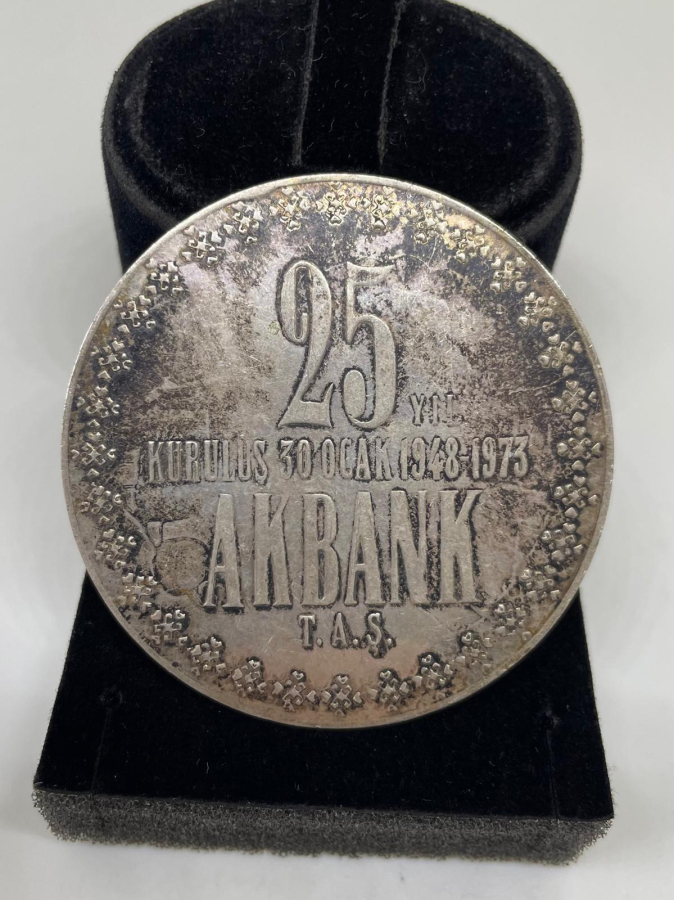 25
YIL
KURULUŞ 30 OCAK 1948-1973
AKBANK
T.A.Ş.